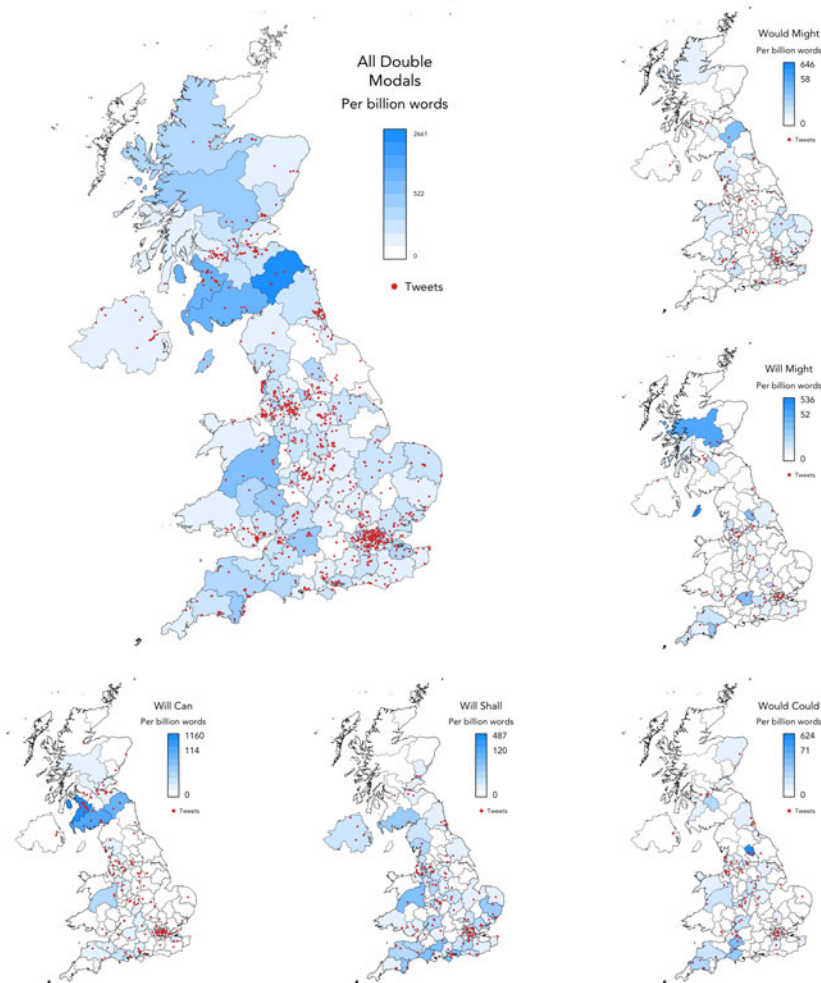 All Double
Modals
Per billion words
2661
522
0
Tweets
Would Might
Per billion words
646
58
0
Tweets
Will Might
Per billion words
536
52
0
Tweets
Will Can
Per billion words
1160
114
0
Tweets
Will Shall
Per billion words
487
120
0
Tweets
Would Could
Per billion words
624
71
0
Tweets